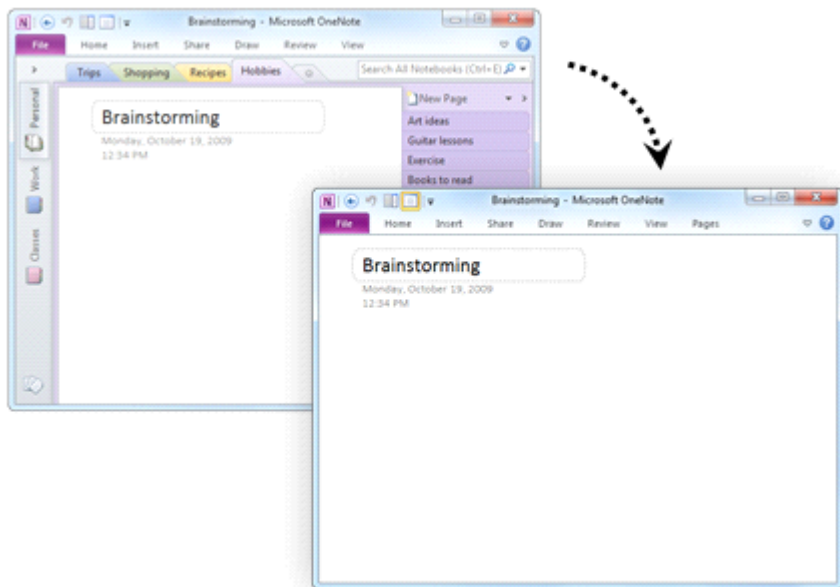 Brainstorming - Microsoft OneNote
File Home Insert Share Draw Review View
Trips Shopping Recipes Hobbies Search All Notebooks (Ctrl+E)
New Page
Personal
Work
Classes
Brainstorming
Monday, October 19, 2009
12:34 PM
Art ideas
Guitar lessons
Exercise
Books to read
Brainstorming - Microsoft OneNote
File Home Insert Share Draw Review View Pages
Brainstorming
Monday, October 19, 2009
12:34 PM